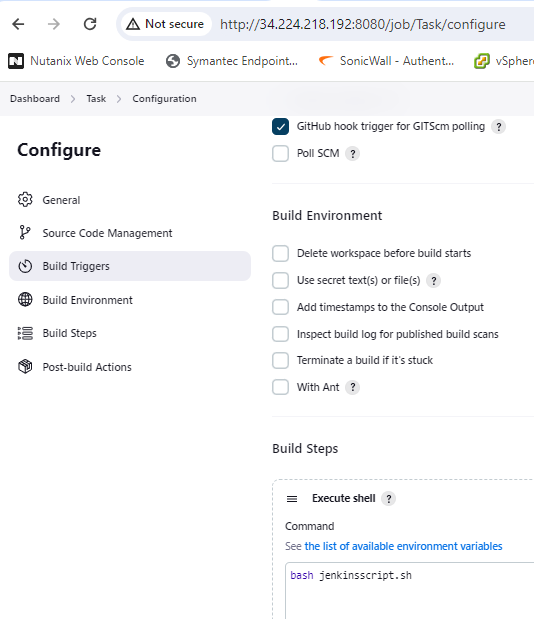 Not secure http://34.224.218.192:8080/job/Task/configure
Nutanix Web Console Symantec Endpoint... SonicWall - Authent... vSphere
Dashboard > Task > Configuration
Configure
General
Source Code Management
Build Triggers
Build Environment
Build Steps
Post-build Actions
GitHub hook trigger for GITScm polling ?
Poll SCM ?
Build Environment
Delete workspace before build starts
Use secret text(s) or file(s) ?
Add timestamps to the Console Output
Inspect build log for published build scans
Terminate a build if it's stuck
With Ant ?
Build Steps
Execute shell ?
Command
See the list of available environment variables
bash jenkinsscript.sh